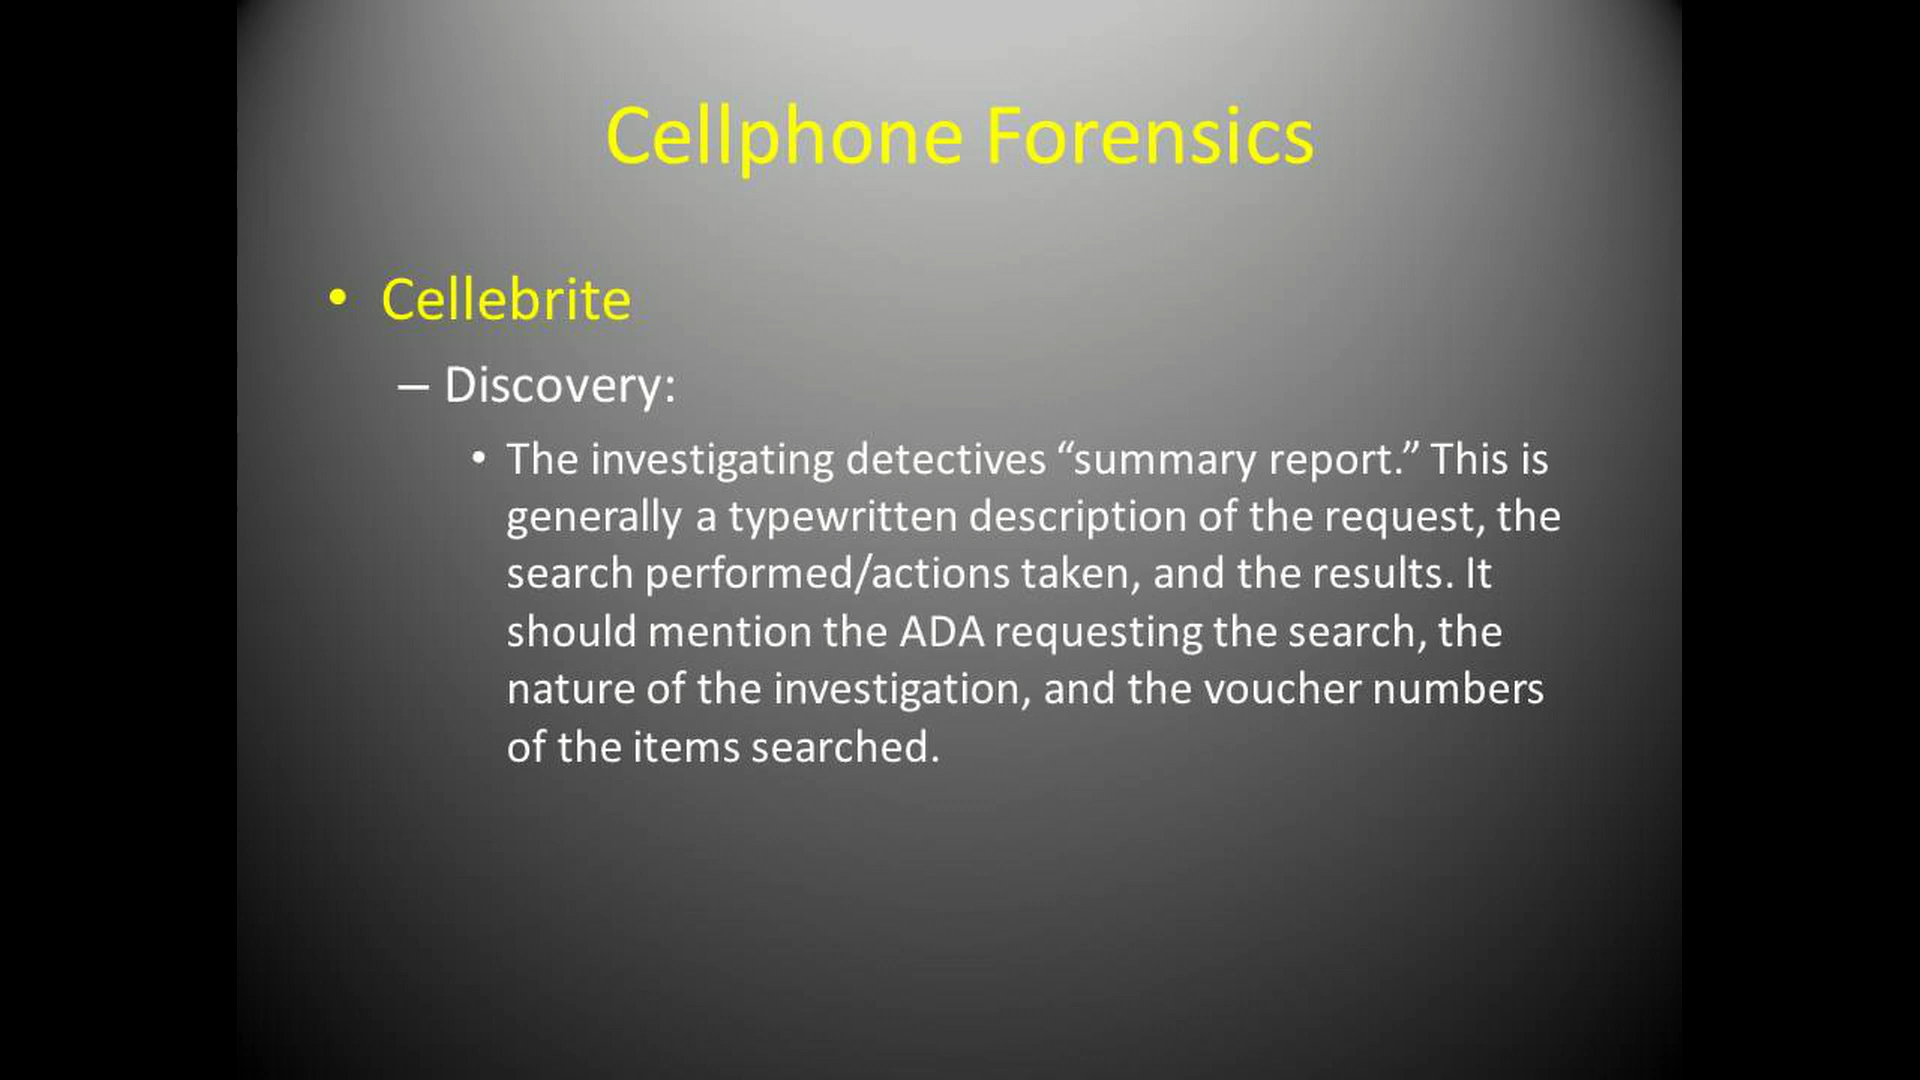 Cellphone Forensics
• Cellebrite
– Discovery:
• The investigating detectives “summary report.” This is
generally a typewritten description of the request, the
search performed/actions taken, and the results. It
should mention the ADA requesting the search, the
nature of the investigation, and the voucher numbers
of the items searched.